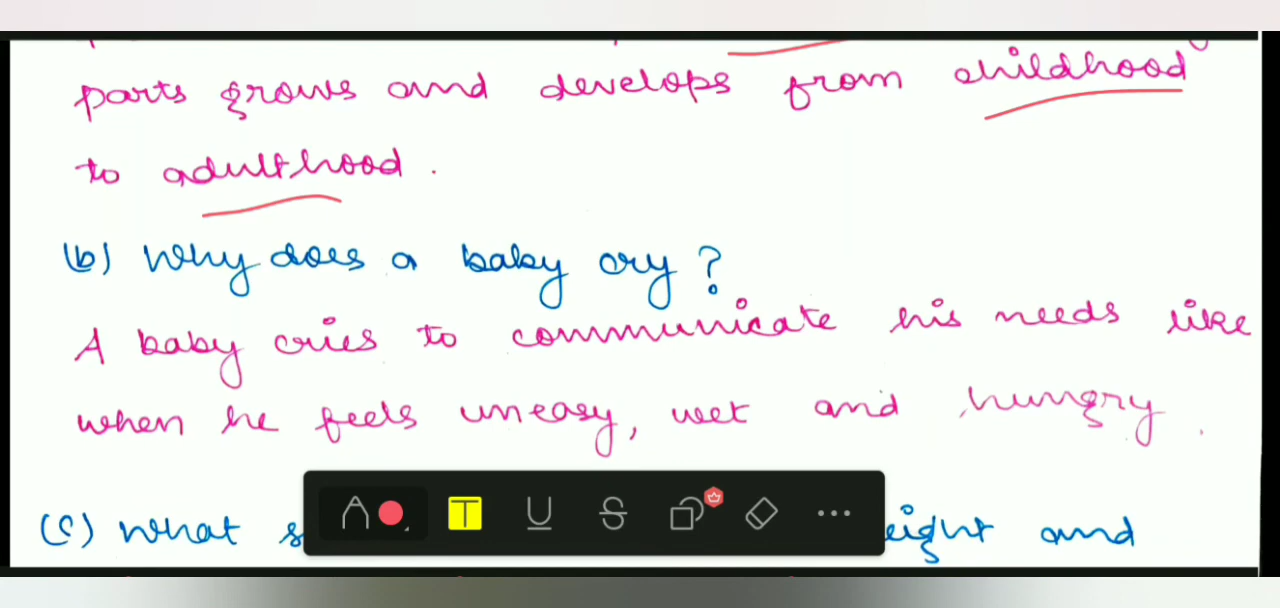 parts grows and develops from childhood
to adulthood.
(b) Why does a baby cry?
A baby cries to communicate his needs like
when he feels uneasy, wet and hungry.
(c) What
eight and